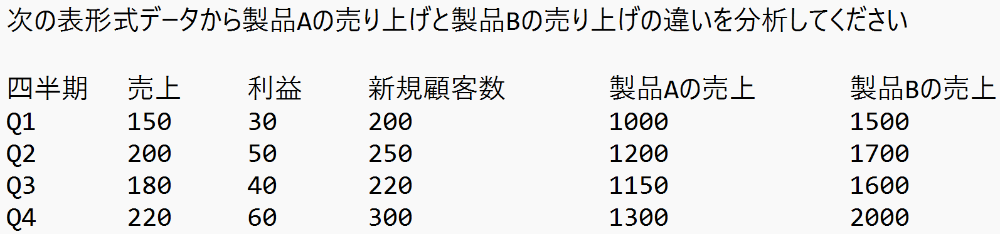 次の表形式データから製品Aの売り上げと製品Bの売り上げの違いを分析してください
四半期 売上 利益 新規顧客数 製品Aの売上 製品Bの売上
Q1 150 30 200 1000 1500
Q2 200 50 250 1200 1700
Q3 180 40 220 1150 1600
Q4 220 60 300 1300 2000